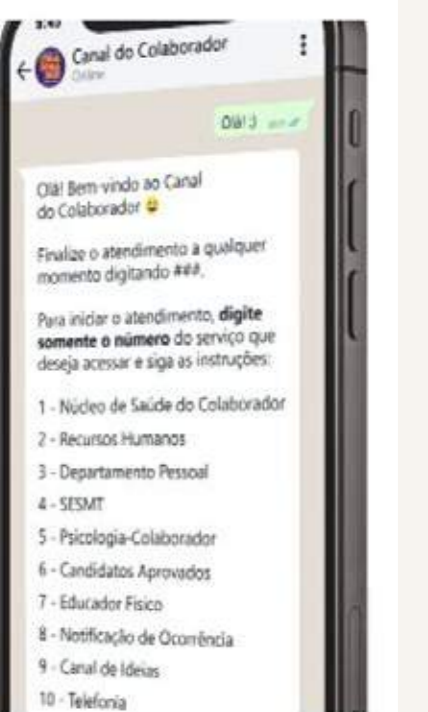 Canal do Colaborador
Online
Olá! Bem-vindo ao Canal
do Colaborador 😃
Finalize o atendimento a qualquer
momento digitando ###.
Para iniciar o atendimento, digite
somente o número do serviço que
deseja acessar e siga as instruções:
1 - Núcleo de Saúde do Colaborador
2 - Recursos Humanos
3 - Departamento Pessoal
4 - SESMT
5 - Psicologia-Colaborador
6 - Candidatos Aprovados
7 - Educador Físico
8 - Notificação de Ocorrência
9 - Canal de Ideias
10 - Telefonia